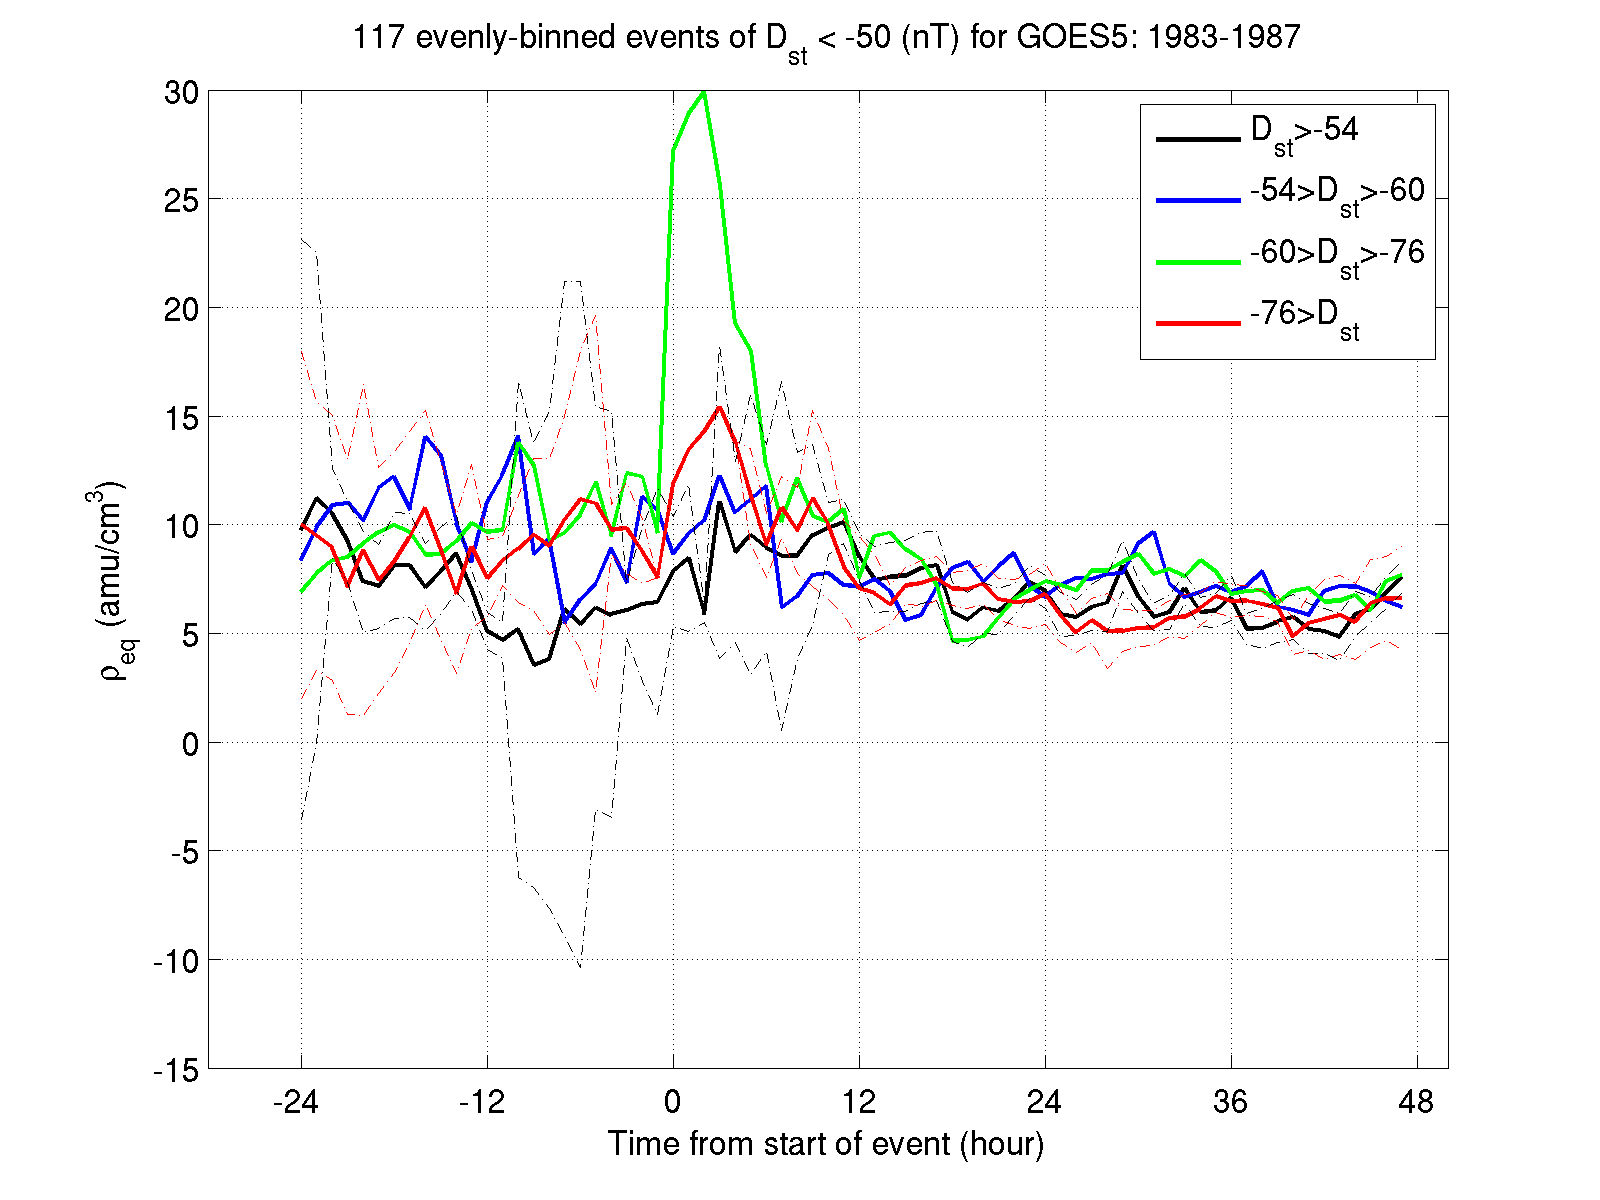 117 evenly-binned events of Dst < -50 (nT) for GOES5: 1983-1987
30
25
20
15
10
5
0
-5
-10
-15
ρeq (amu/cm3)
Dst>-54
-54>Dst>-60
-60>Dst>-76
-76>Dst
-24 -12 0 12 24 36 48
Time from start of event (hour)